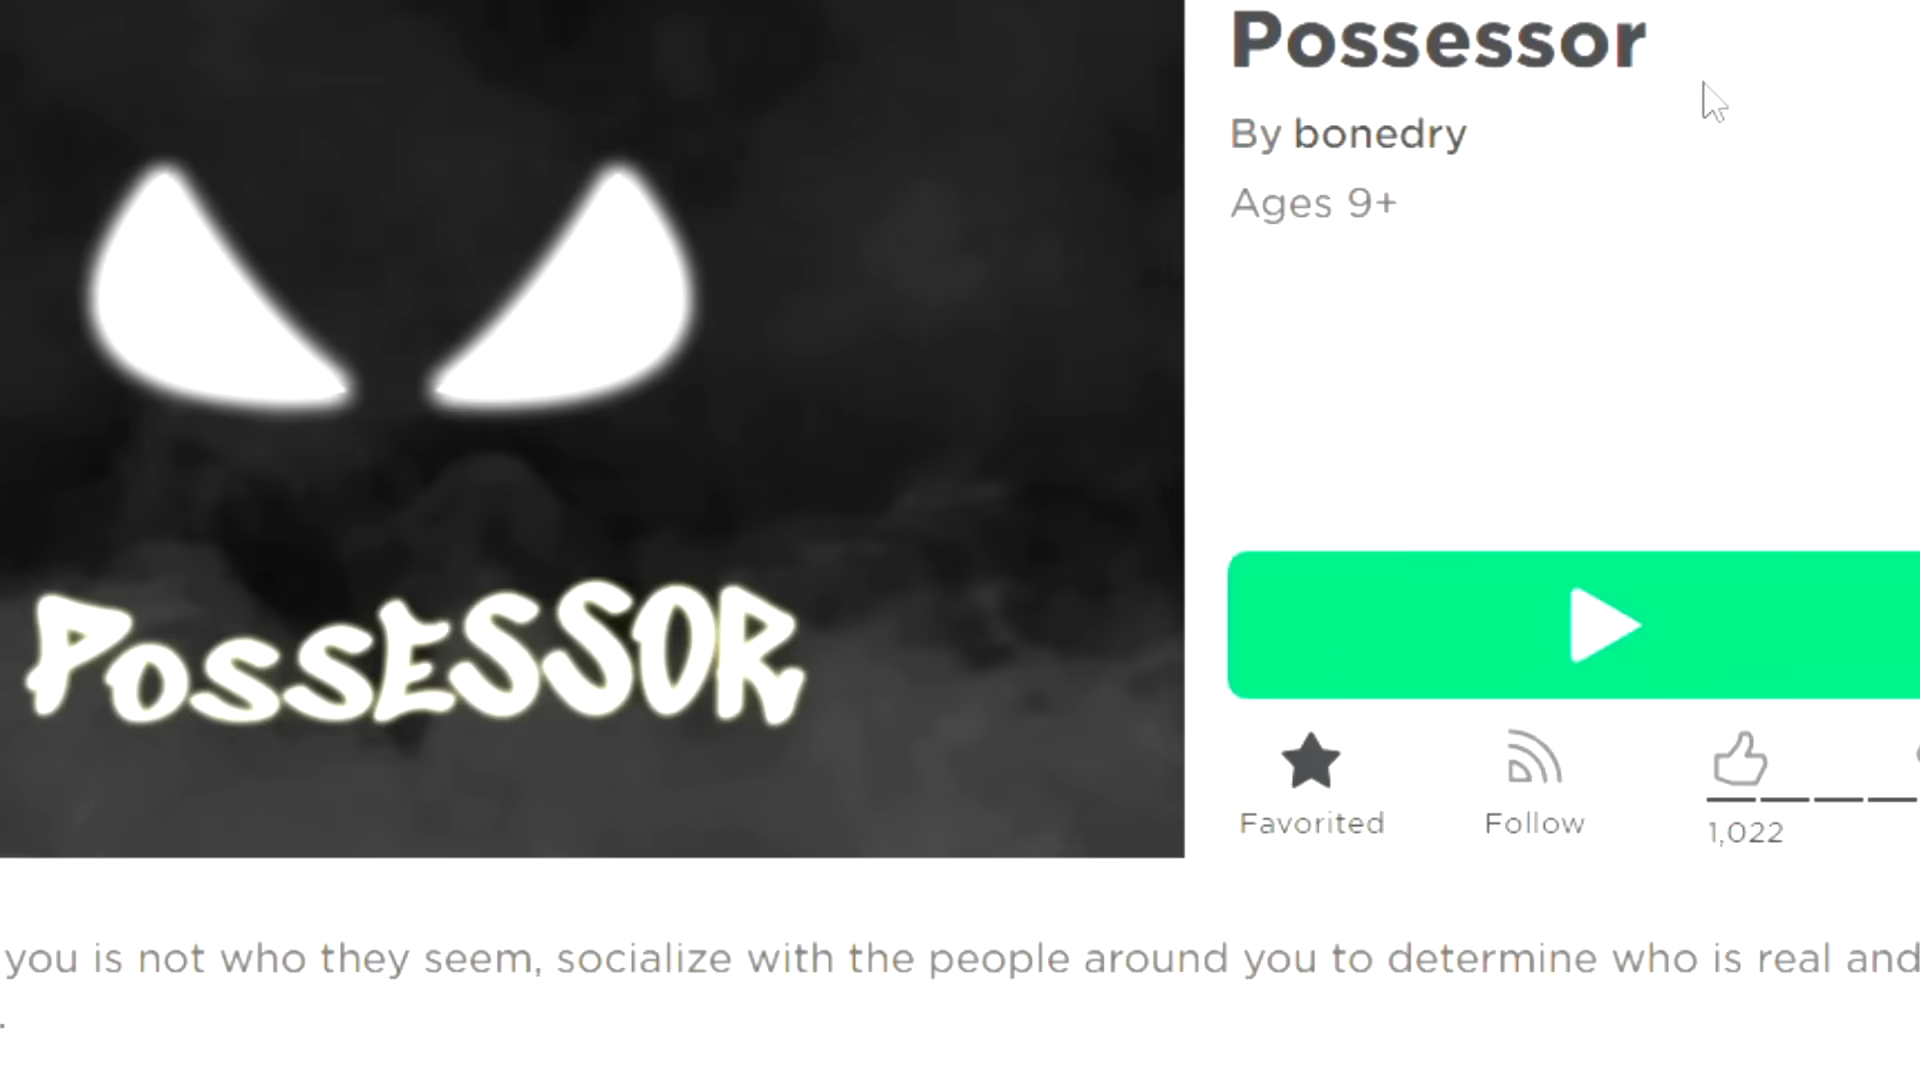 Possessor
By bonedry
Ages 9+
POSSESSOR
Favorited
Follow
1,022
you is not who they seem, socialize with the people around you to determine who is real and
.